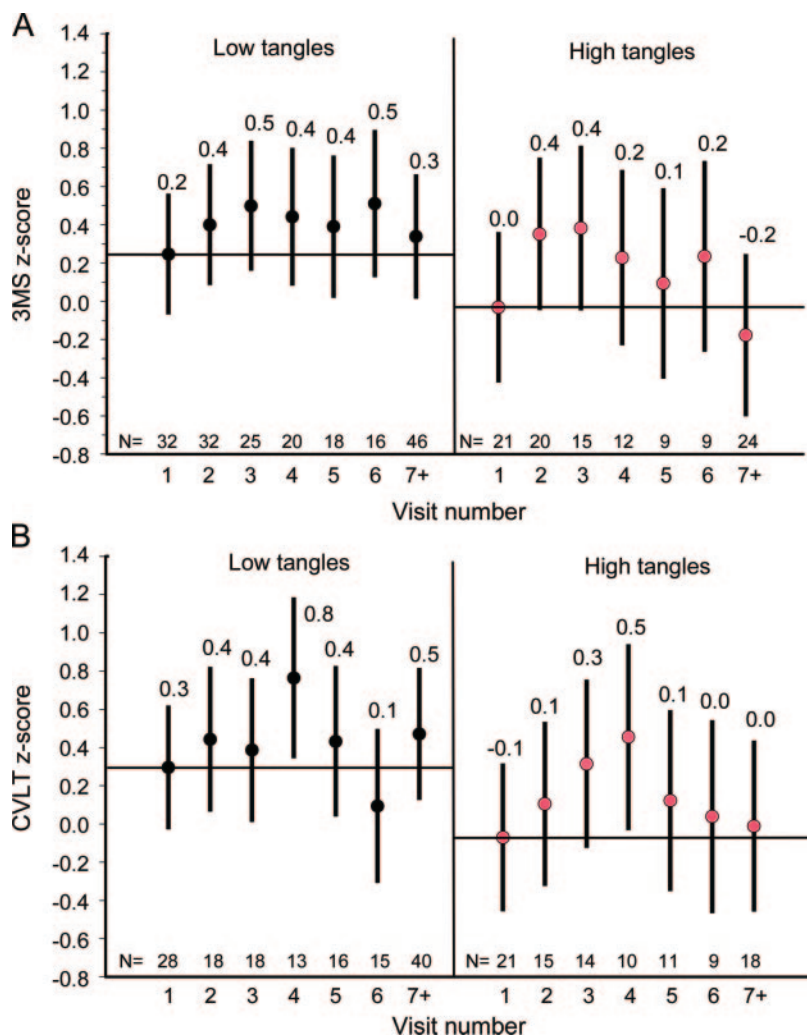 A
Low tangles
High tangles
3MS z-score
1.4
1.2
1.0
0.8
0.6
0.4
0.2
0.0
-0.2
-0.4
-0.6
-0.8
0.2 0.4 0.5 0.4 0.4 0.5 0.3
0.0 0.4 0.4 0.2 0.1 0.2 -0.2
N= 32 32 25 20 18 16 46
N= 21 20 15 12 9 9 24
1 2 3 4 5 6 7+
1 2 3 4 5 6 7+
Visit number
B
Low tangles
High tangles
CVLT z-score
1.4
1.2
1.0
0.8
0.6
0.4
0.2
0.0
-0.2
-0.4
-0.6
-0.8
0.3 0.4 0.4 0.8 0.4 0.1 0.5
-0.1 0.1 0.3 0.5 0.1 0.0 0.0
N= 28 18 18 13 16 15 40
N= 21 15 14 10 11 9 18
1 2 3 4 5 6 7+
1 2 3 4 5 6 7+
Visit number